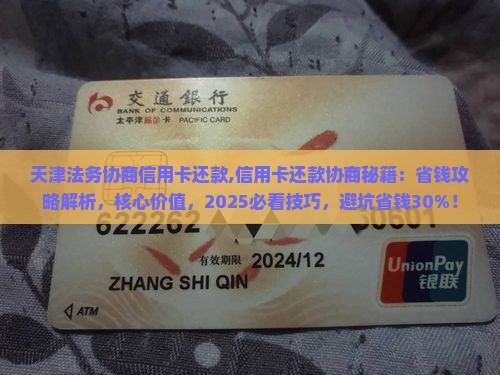 交通銀行
BANK OF COMMUNICATIONS
太平洋 卡 PACIFIC CARD
天津法务协商信用卡还款,信用卡还款协商秘籍：省钱攻
略解析，核心价值，2025必看技巧，避坑省钱30%！
622262
有效期限 2024/12
ZHANG SHI QIN
UnionPay
银联
ATM